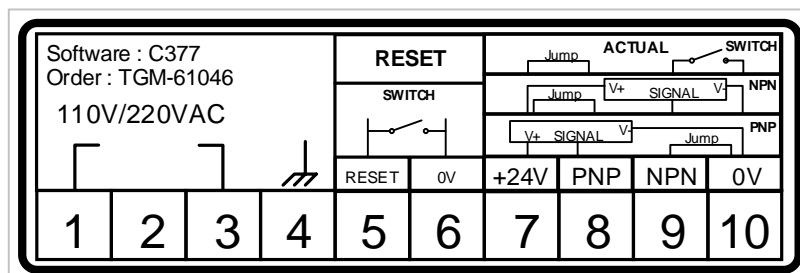 Software : C377
Order : TGM-61046
110V/220VAC
RESET
SWITCH
ACTUAL
Jump
SWITCH
V+ SIGNAL V-
NPN
Jump
V+ SIGNAL V-
PNP
Jump
RESET 0V +24V PNP NPN 0V
1 2 3 4 5 6 7 8 9 10